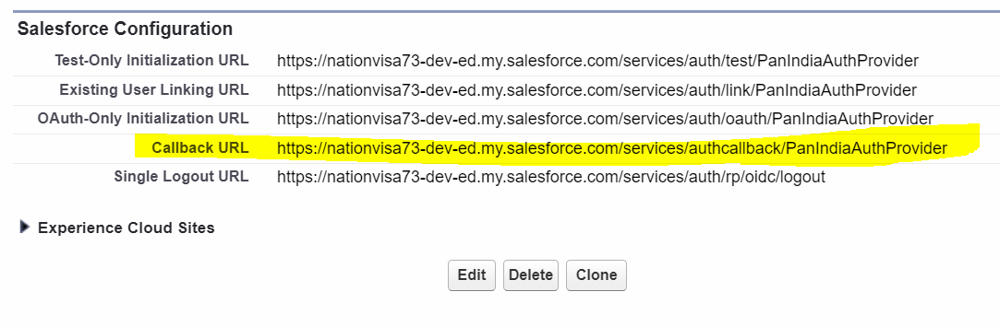 Salesforce Configuration
Test-Only Initialization URL https://nationvisa73-dev-ed.my.salesforce.com/services/auth/test/PanIndiaAuthProvider
Existing User Linking URL https://nationvisa73-dev-ed.my.salesforce.com/services/auth/link/PanIndiaAuthProvider
OAuth-Only Initialization URL https://nationvisa73-dev-ed.my.salesforce.com/services/auth/oauth/PanIndiaAuthProvider
Callback URL https://nationvisa73-dev-ed.my.salesforce.com/services/authcallback/PanIndiaAuthProvider
Single Logout URL https://nationvisa73-dev-ed.my.salesforce.com/services/auth/rp/oidc/logout
Experience Cloud Sites
Edit Delete Clone